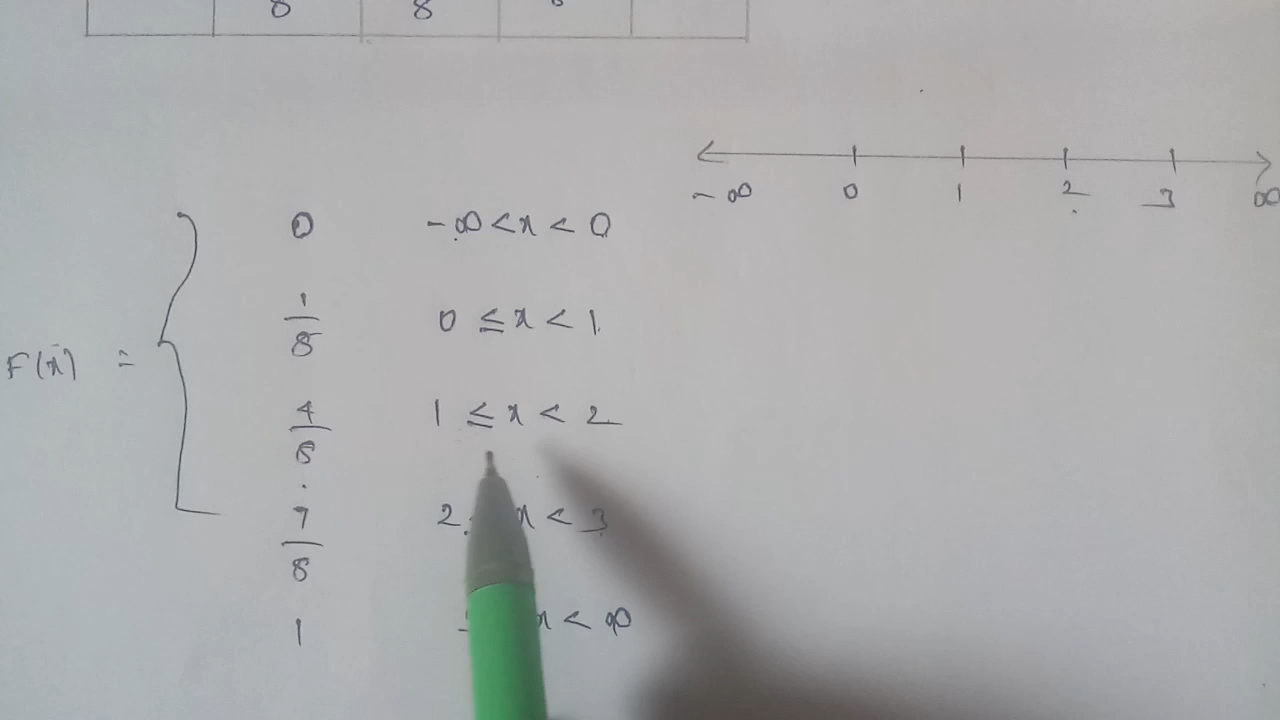 8 8
-∞ 0 1 2 3 ∞
0 -∞ < x < 0
1/8 0 ≤ x < 1
F(x) =
4/8 1 ≤ x < 2
7/8 2 x < 3
1 x < ∞